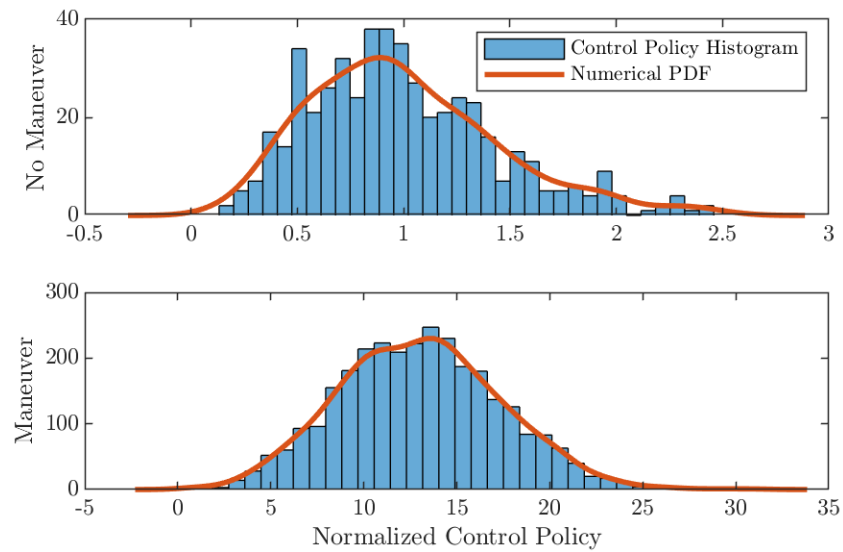 No Maneuver
40
20
0
Control Policy Histogram
Numerical PDF
-0.5 0 0.5 1 1.5 2 2.5 3
Maneuver
300
200
100
0
-5 0 5 10 15 20 25 30 35
Normalized Control Policy